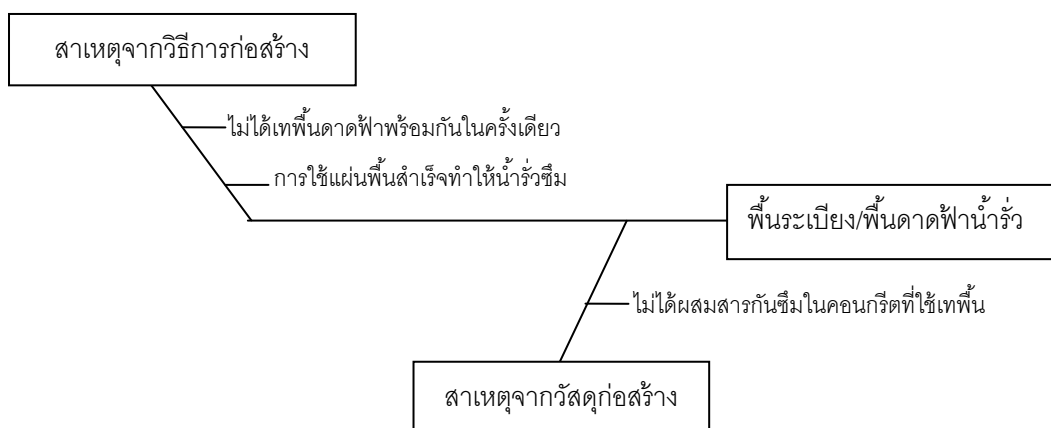 สาเหตุจากวิธีการก่อสร้าง
ไม่ได้เทพื้นดาดฟ้าพร้อมกันในครั้งเดียว
การใช้แผ่นพื้นสำเร็จทำให้น้ำรั่วซึม
พื้นระเบียง/พื้นดาดฟ้าน้ำรั่ว
ไม่ได้ผสมสารกันซึมในคอนกรีตที่ใช้เทพื้น
สาเหตุจากวัสดุก่อสร้าง